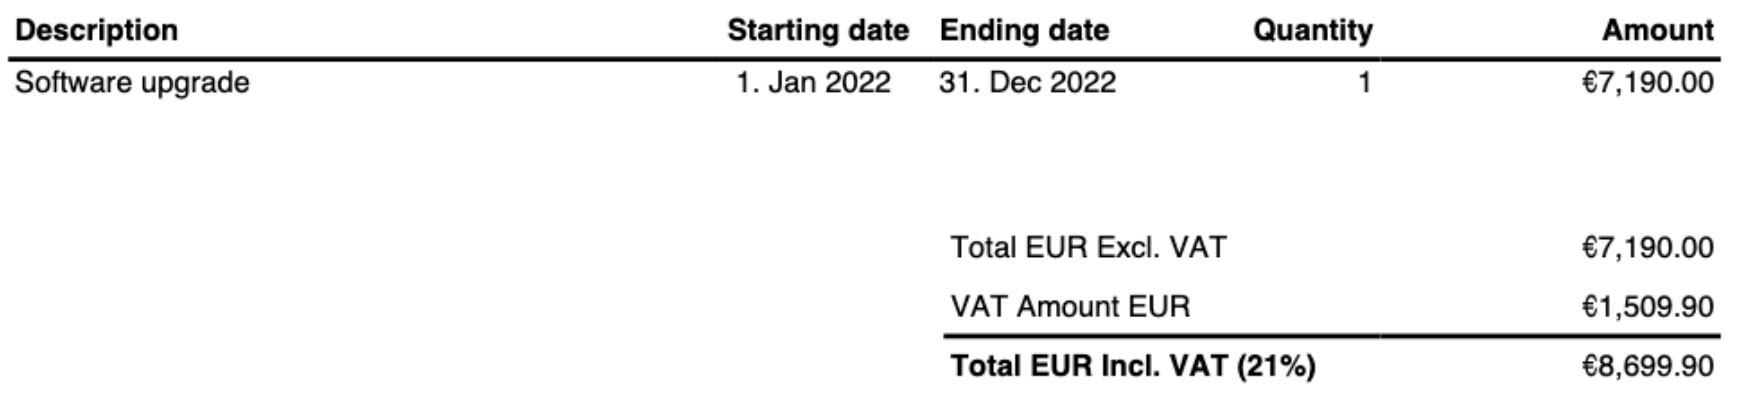 Description Starting date Ending date Quantity Amount
Software upgrade 1. Jan 2022 31. Dec 2022 1 €7,190.00
Total EUR Excl. VAT €7,190.00
VAT Amount EUR €1,509.90
Total EUR Incl. VAT (21%) €8,699.90